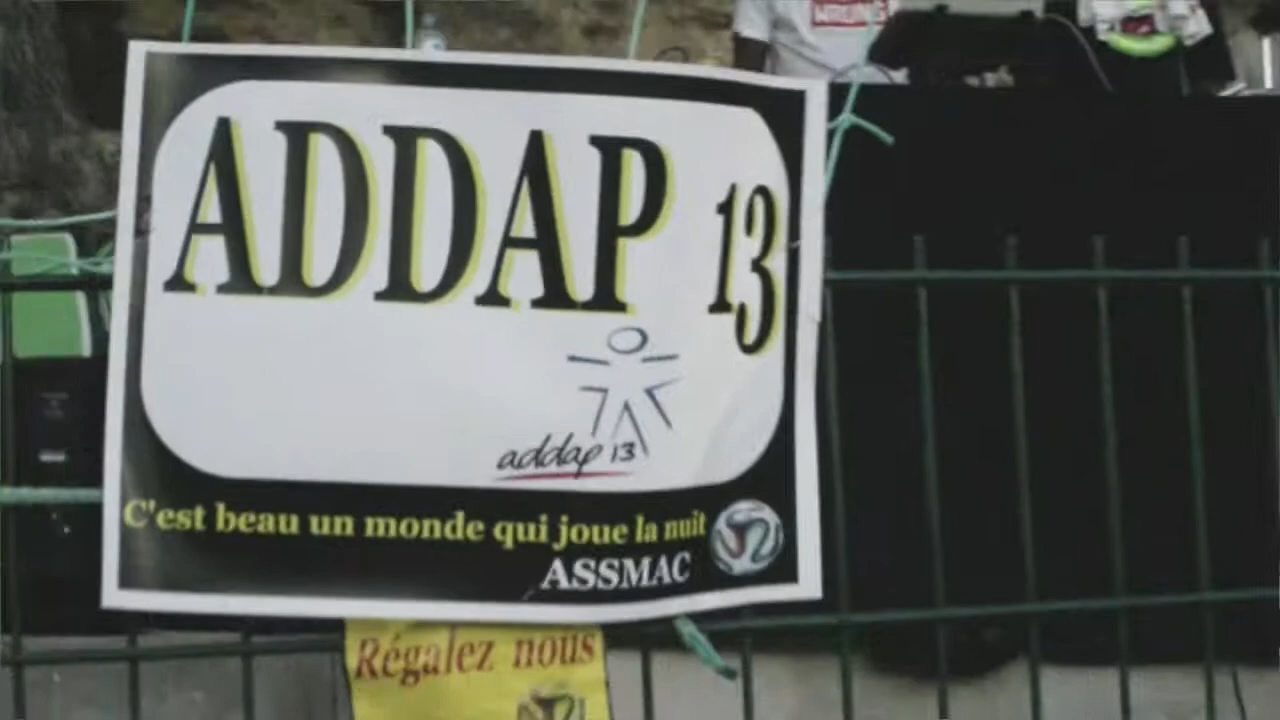 ADDAP 13
addap 13
C'est beau un monde qui joue la nuit
ASSMAC
Régalez nous